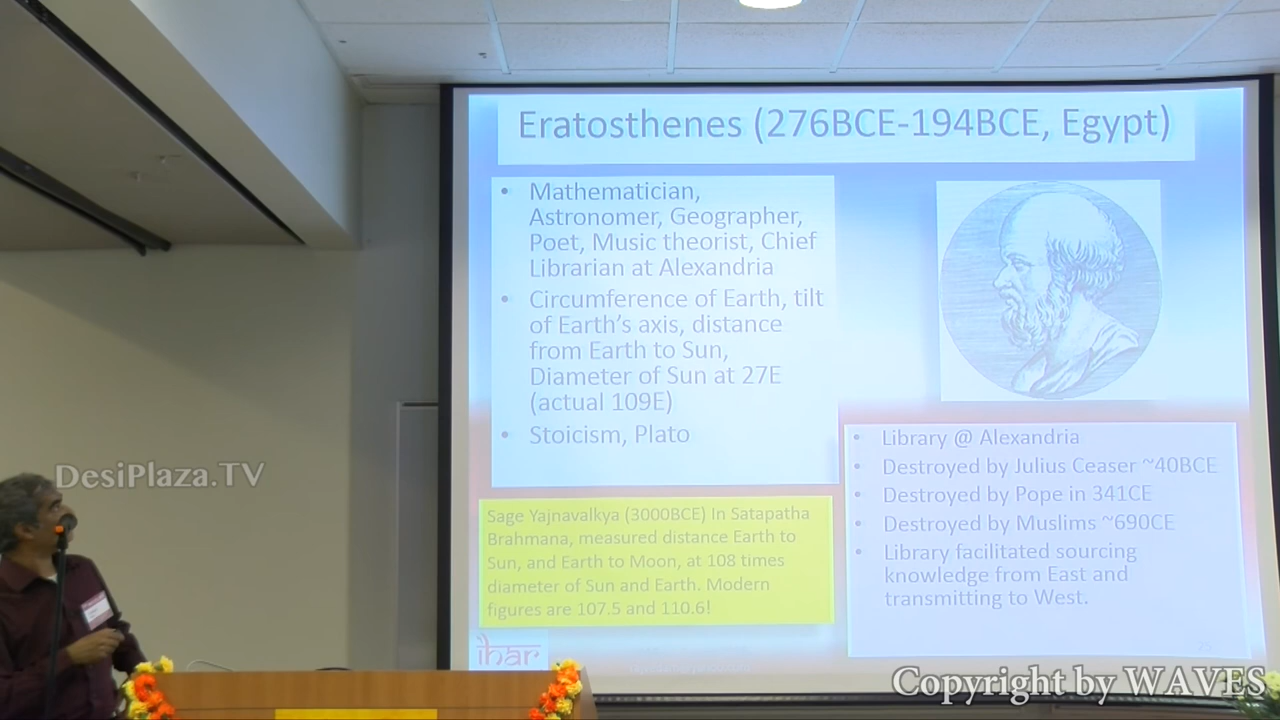 Eratosthenes (276BCE-194BCE, Egypt)
• Mathematician,
Astronomer, Geographer,
Poet, Music theorist, Chief
Librarian at Alexandria
• Circumference of Earth, tilt
of Earth's axis, distance
from Earth to Sun,
Diameter of Sun at 27E
(actual 109E)
• Stoicism, Plato
Sage Yajnavalkya (3000BCE) In Satapatha
Brahmana, measured distance Earth to
Sun, and Earth to Moon, at 108 times
diameter of Sun and Earth. Modern
figures are 107.5 and 110.6!
• Library @ Alexandria
• Destroyed by Julius Ceaser ~40BCE
• Destroyed by Pope in 341CE
• Destroyed by Muslims ~690CE
• Library facilitated sourcing
knowledge from East and
transmitting to West.
ihar
DesiPlaza.TV
Copyright by WAVES